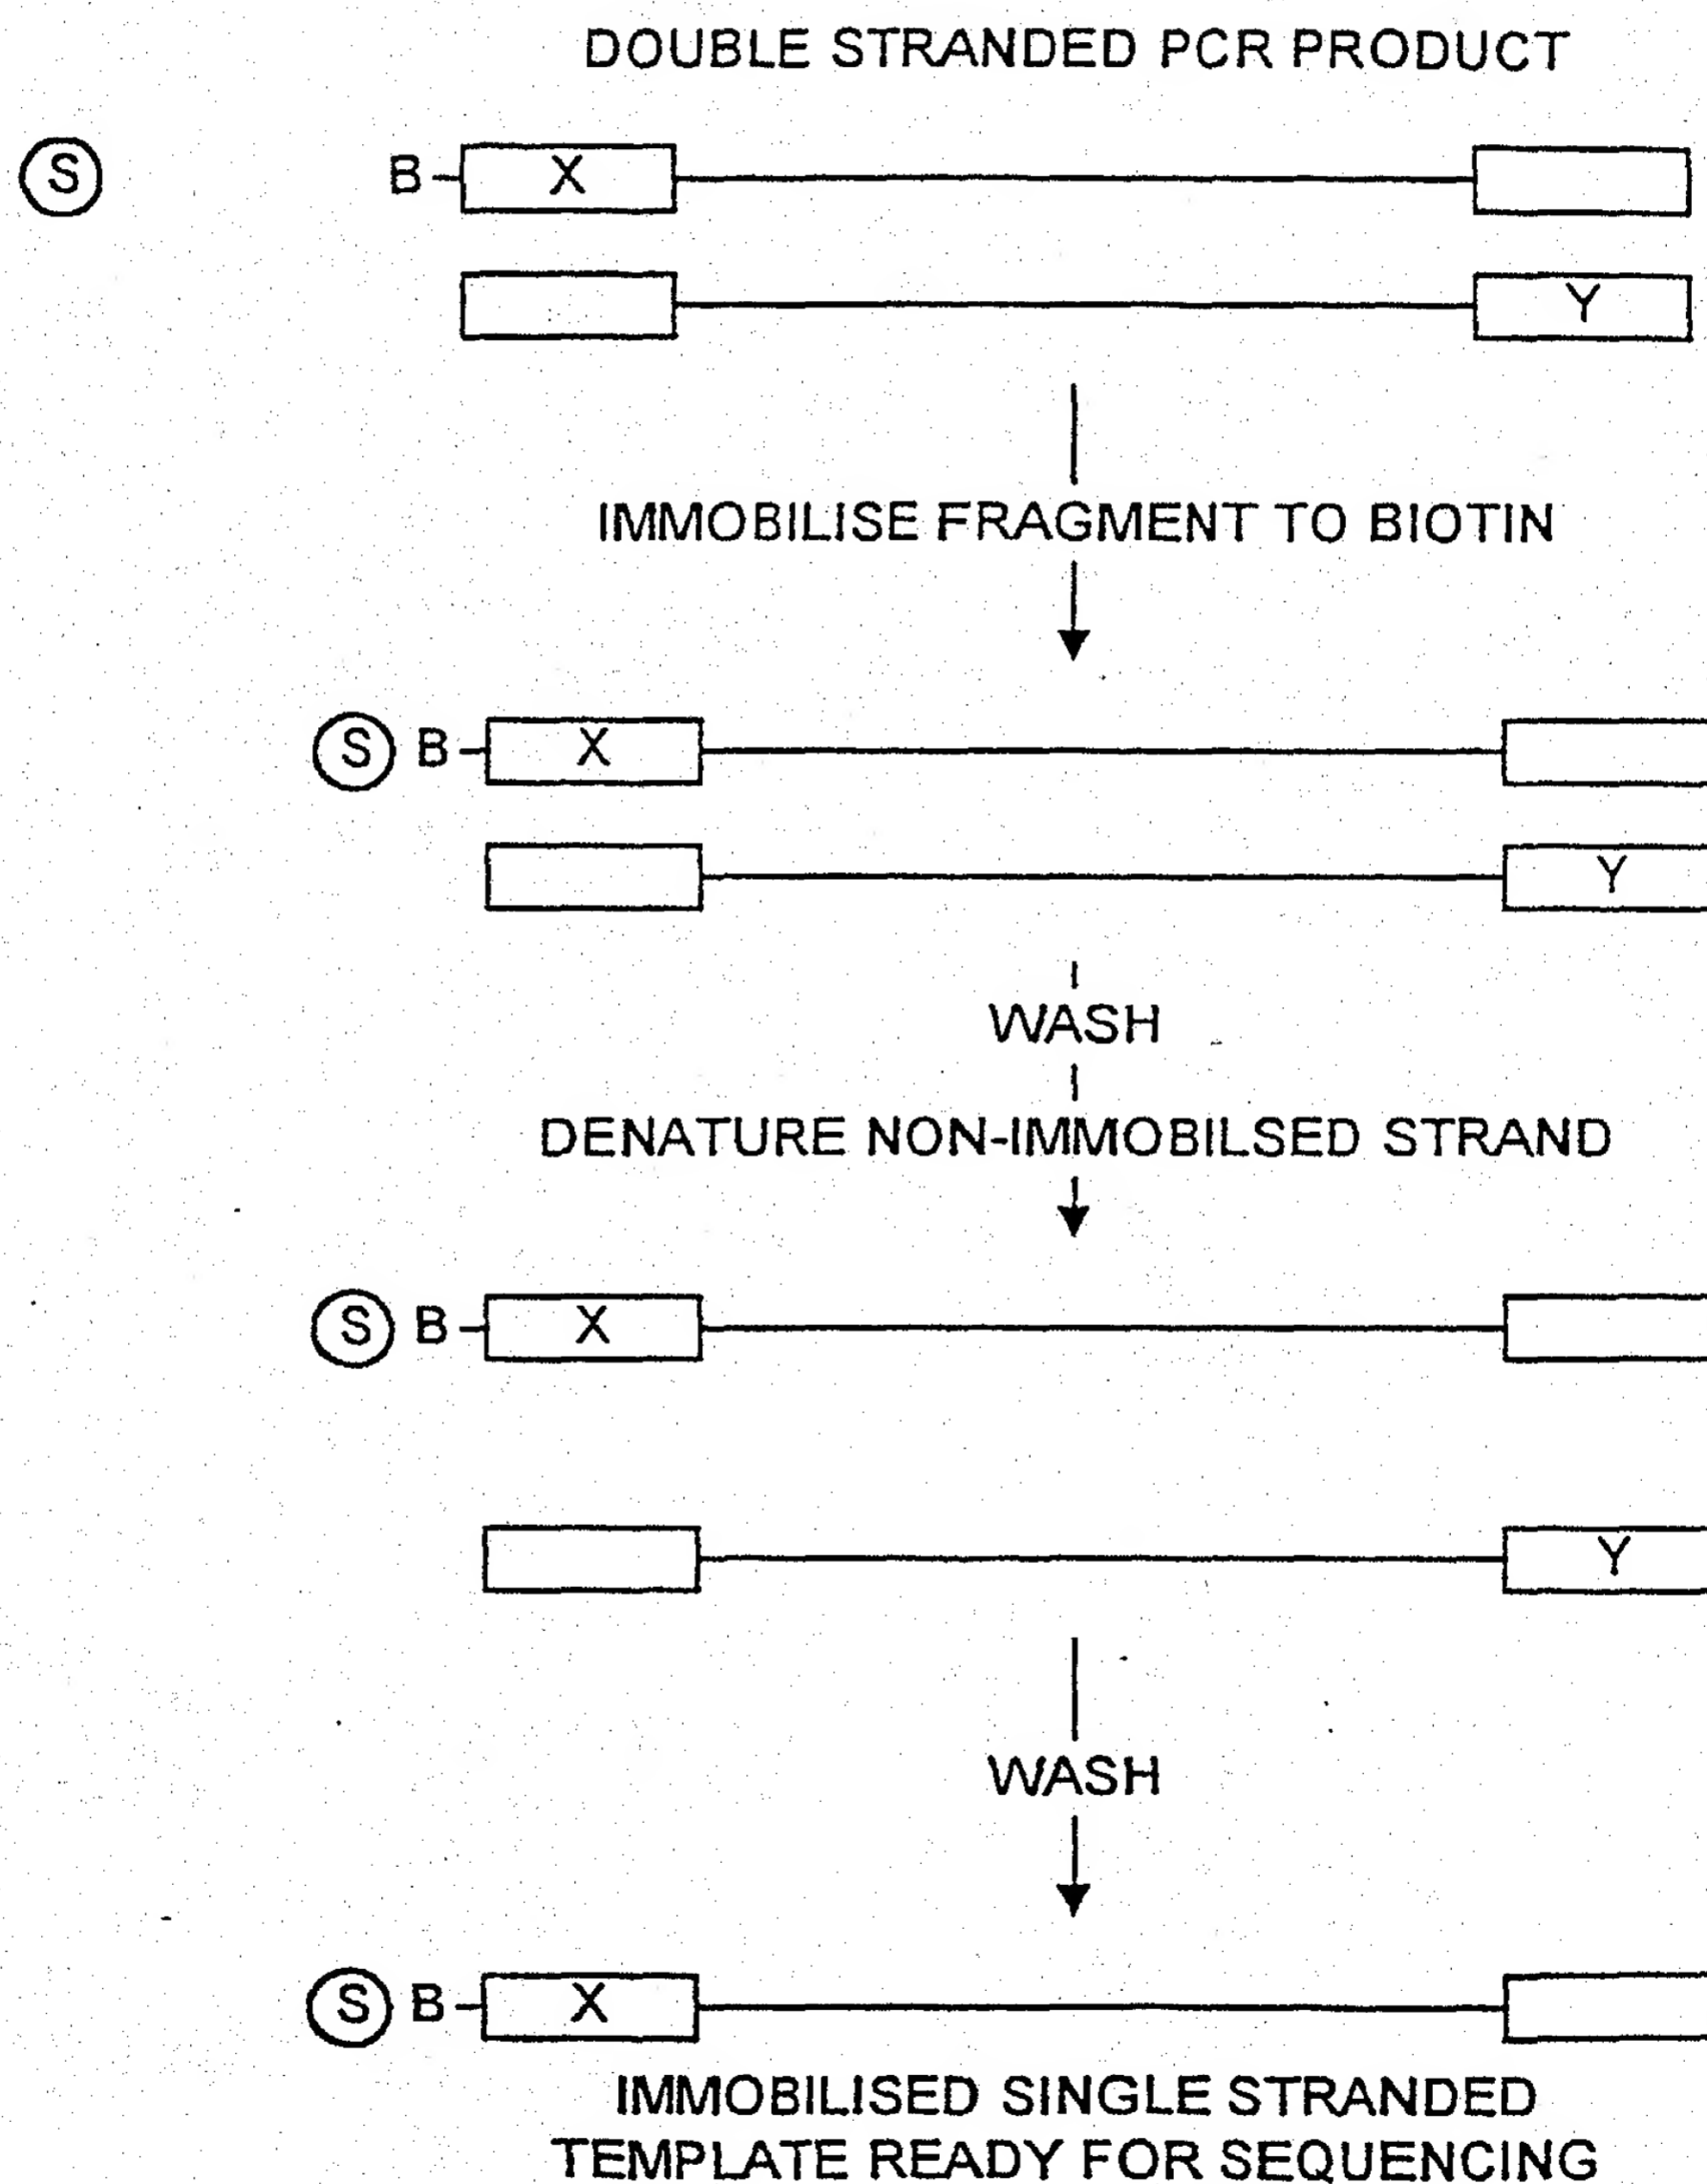 DOUBLE STRANDED PCR PRODUCT
S B X
Y
IMMOBILISE FRAGMENT TO BIOTIN
S B X
Y
WASH
DENATURE NON-IMMOBILSED STRAND
S B X
Y
WASH
S B X
IMMOBILISED SINGLE STRANDED
TEMPLATE READY FOR SEQUENCING